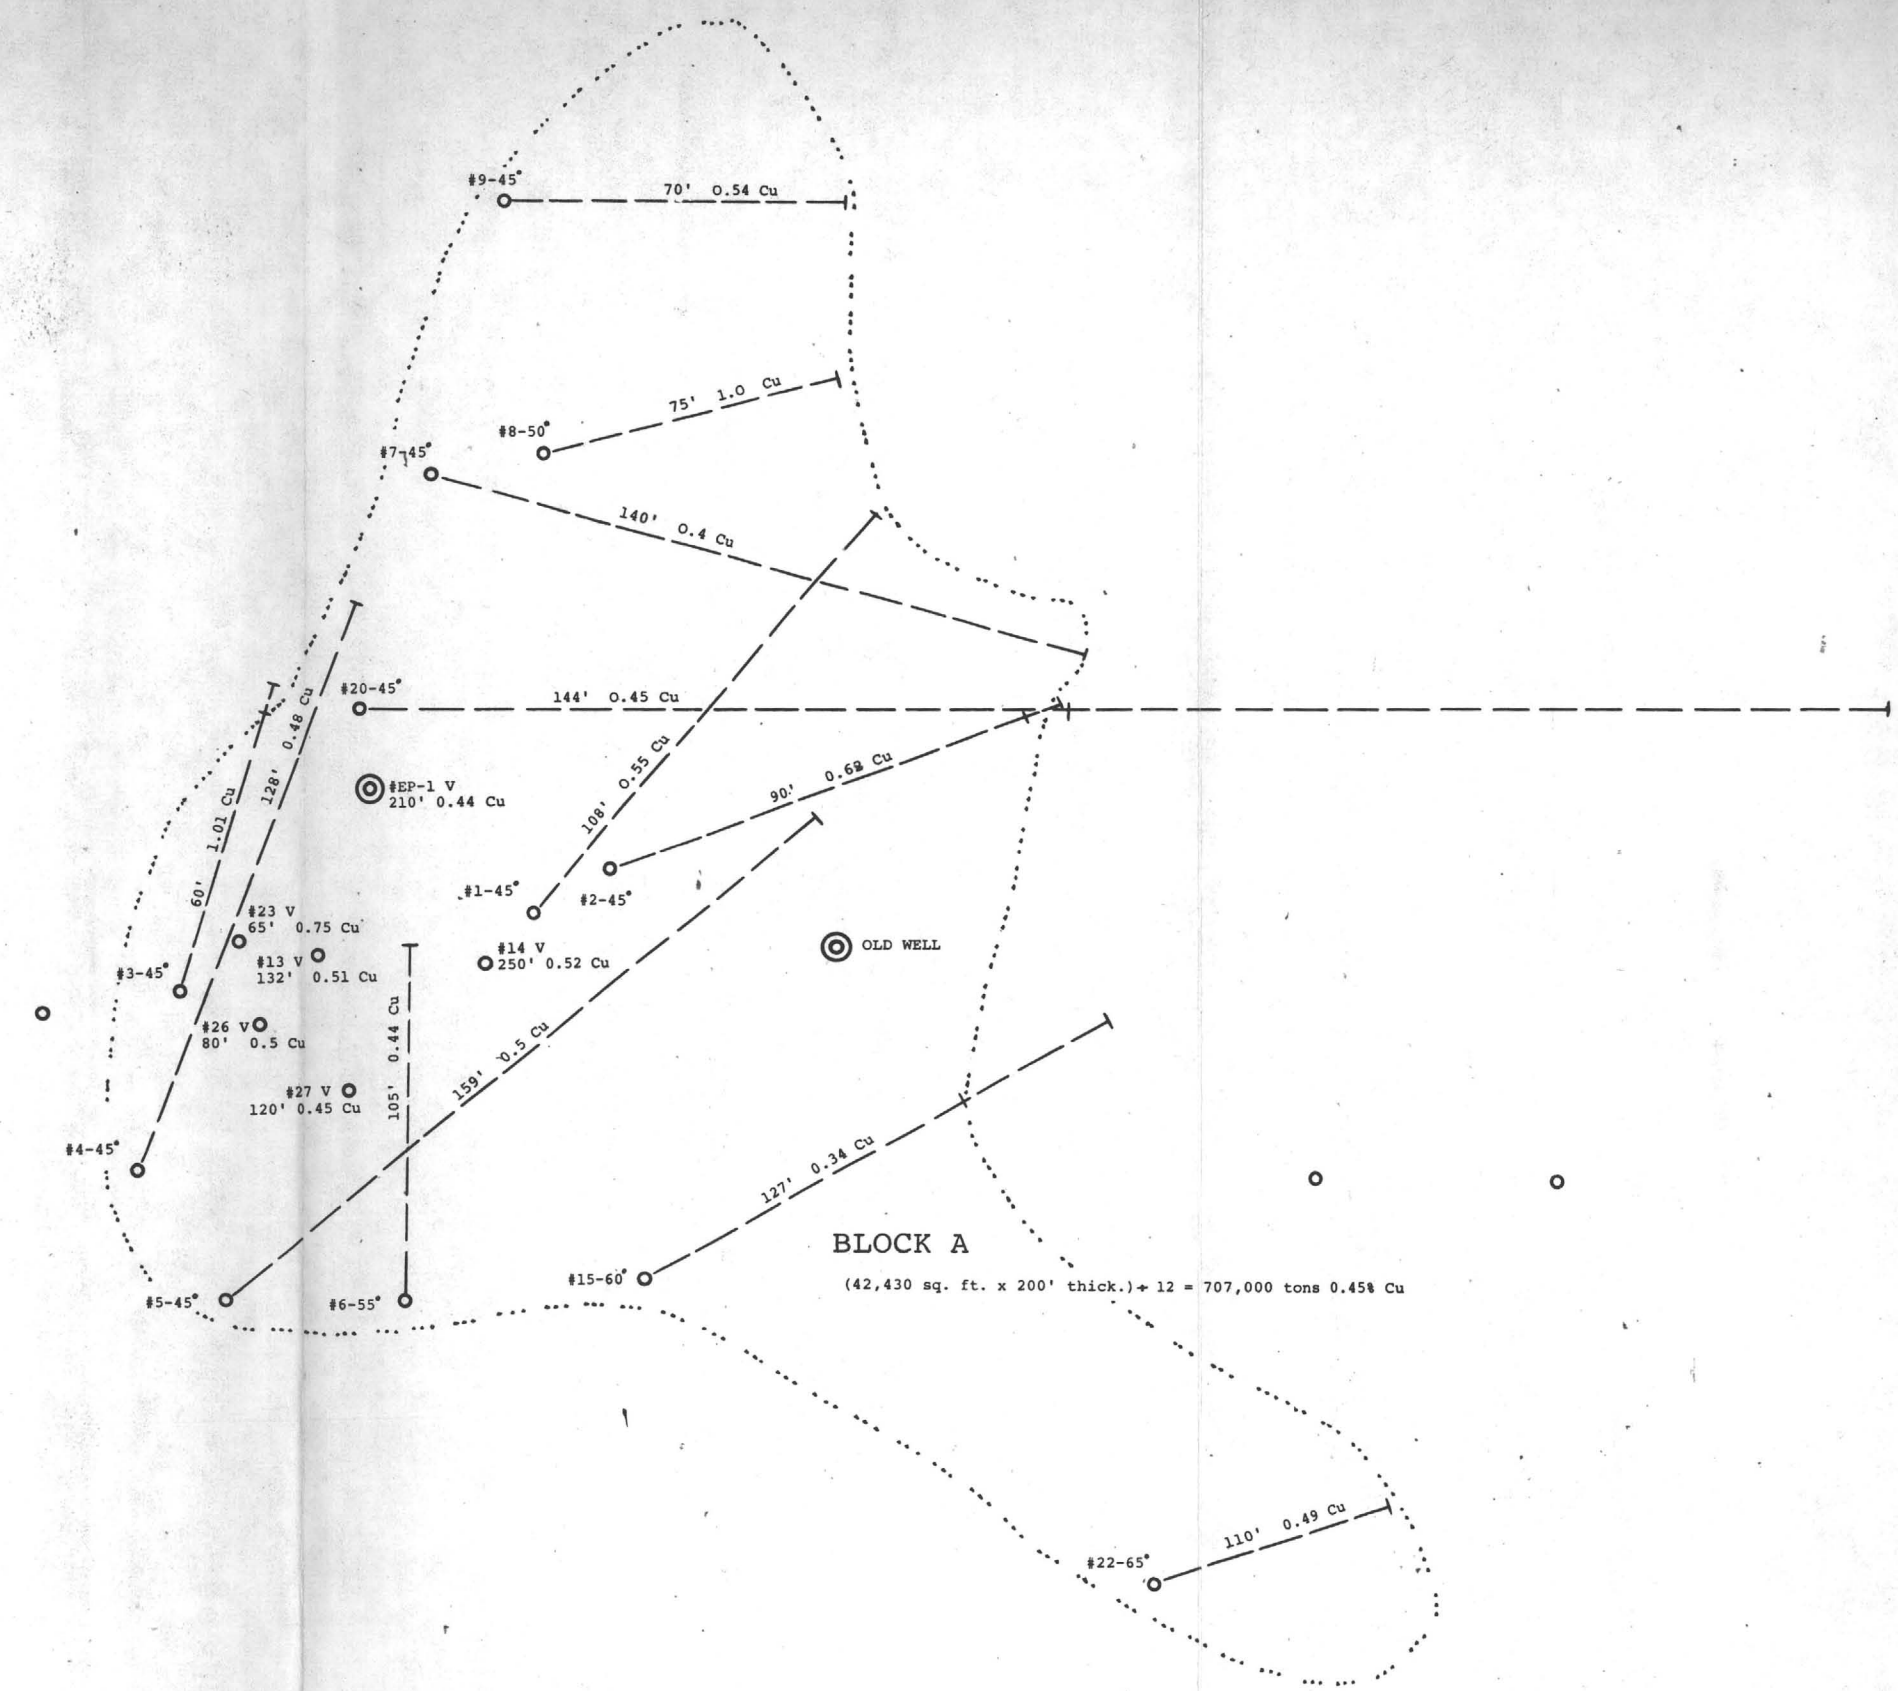 #9-45°
70' 0.54 Cu
75' 1.0 Cu
#8-50°
#7-45°
140' 0.4 Cu
#20-45°
144' 0.45 Cu
128' 0.48 Cu
#EP-1 V
210' 0.44 Cu
108' 0.55 Cu
90' Cu
60' 1.01 Cu
#1-45°
#2-45°
#23 V
65' 0.75 Cu
#13 V
132' 0.51 Cu
#14 V
250' 0.52 Cu
OLD WELL
#3-45°
#26 V
80' 0.5 Cu
105' 0.44 Cu
159' 0.5 Cu
#27 V
120' 0.45 Cu
#4-45°
127' 0.34 Cu
BLOCK A
#15-60°
(42,430 sq. ft. x 200' thick.)÷ 12 = 707,000 tons 0.45% Cu
#5-45°
#6-55°
110' 0.49 Cu
#22-65°